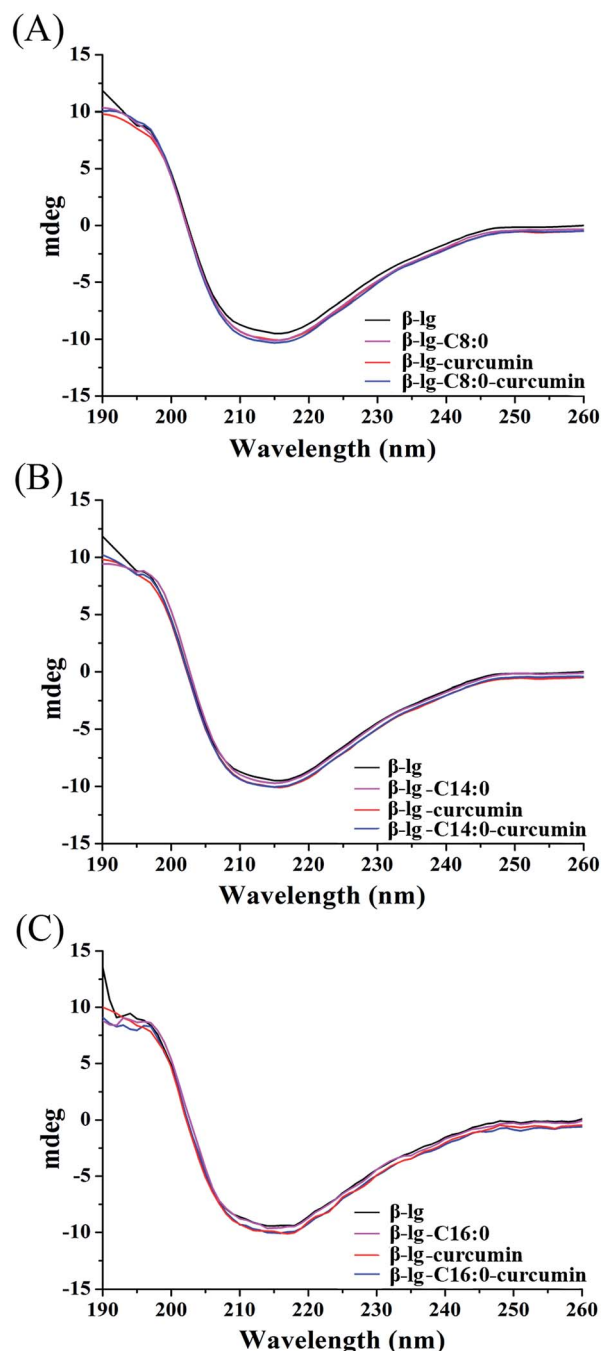 (A)
15
10
5
0
-5
-10
-15
mdeg
β-lg
β-lg-C8:0
β-lg-curcumin
β-lg-C8:0-curcumin
190 200 210 220 230 240 250 260
Wavelength (nm)
(B)
15
10
5
0
-5
-10
-15
mdeg
β-lg
β-lg-C14:0
β-lg-curcumin
β-lg-C14:0-curcumin
190 200 210 220 230 240 250 260
Wavelength (nm)
(C)
15
10
5
0
-5
-10
-15
mdeg
β-lg
β-lg-C16:0
β-lg-curcumin
β-lg-C16:0-curcumin
190 200 210 220 230 240 250 260
Wavelength (nm)